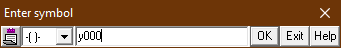 Enter symbol
-( )- y000 OK Exit Help